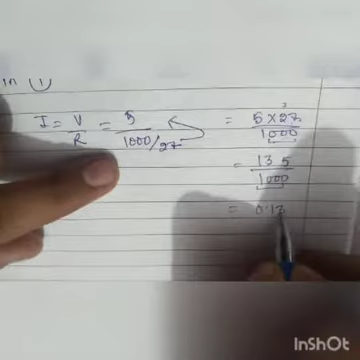 in (1)
I = V/R = 5/1000/27 = 5 × 27/1000
= 135/1000
= 0.13
InShOt